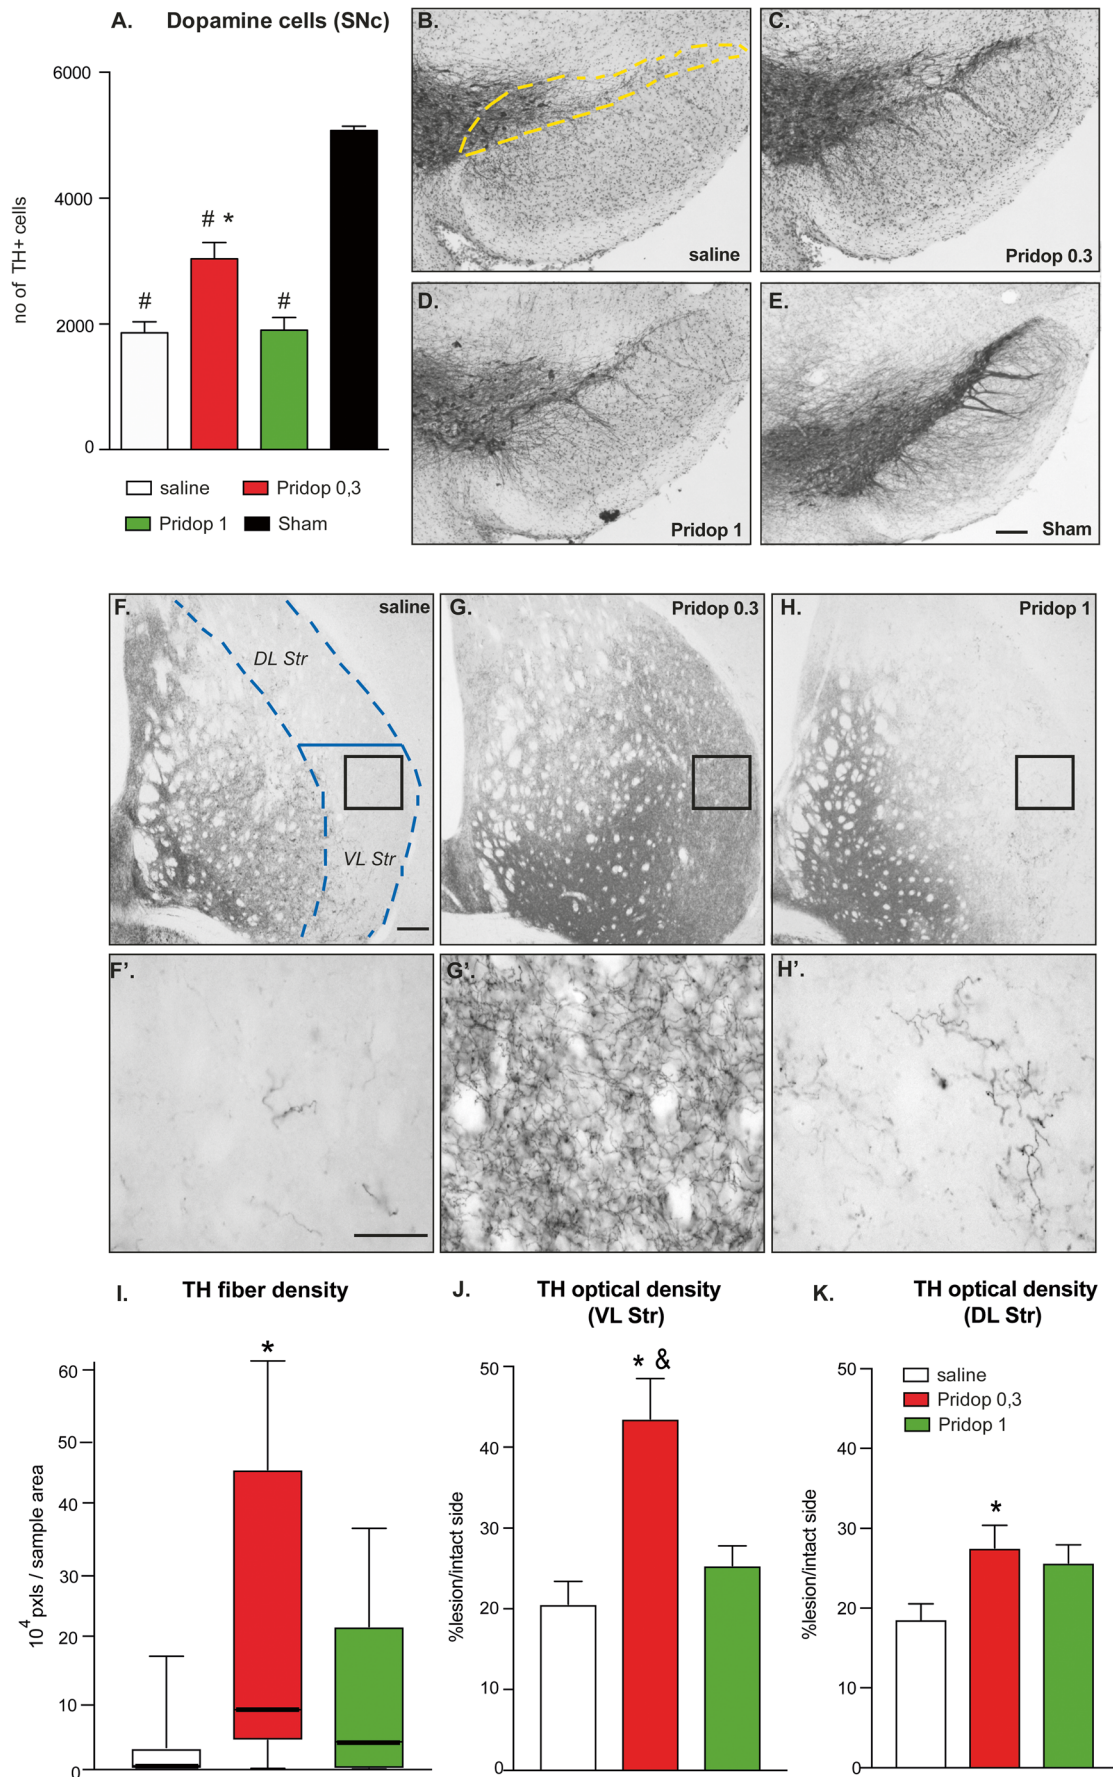 A. Dopamine cells (SNc)
no of TH+ cells
6000
4000
2000
0
# * 
#
#
saline
Pridop 0,3
Pridop 1
Sham
B.
saline
C.
Pridop 0.3
D.
Pridop 1
E.
Sham
F.
saline
DL Str
VL Str
G.
Pridop 0.3
H.
Pridop 1
F’.
G’.
H’.
I. TH fiber density
10⁴ pxls / sample area
60
50
40
30
20
10
0
*
J. TH optical density
(VL Str)
%lesion/intact side
50
40
30
20
10
0
* &
K. TH optical density
(DL Str)
%lesion/intact side
50
40
30
20
10
0
*
saline
Pridop 0,3
Pridop 1